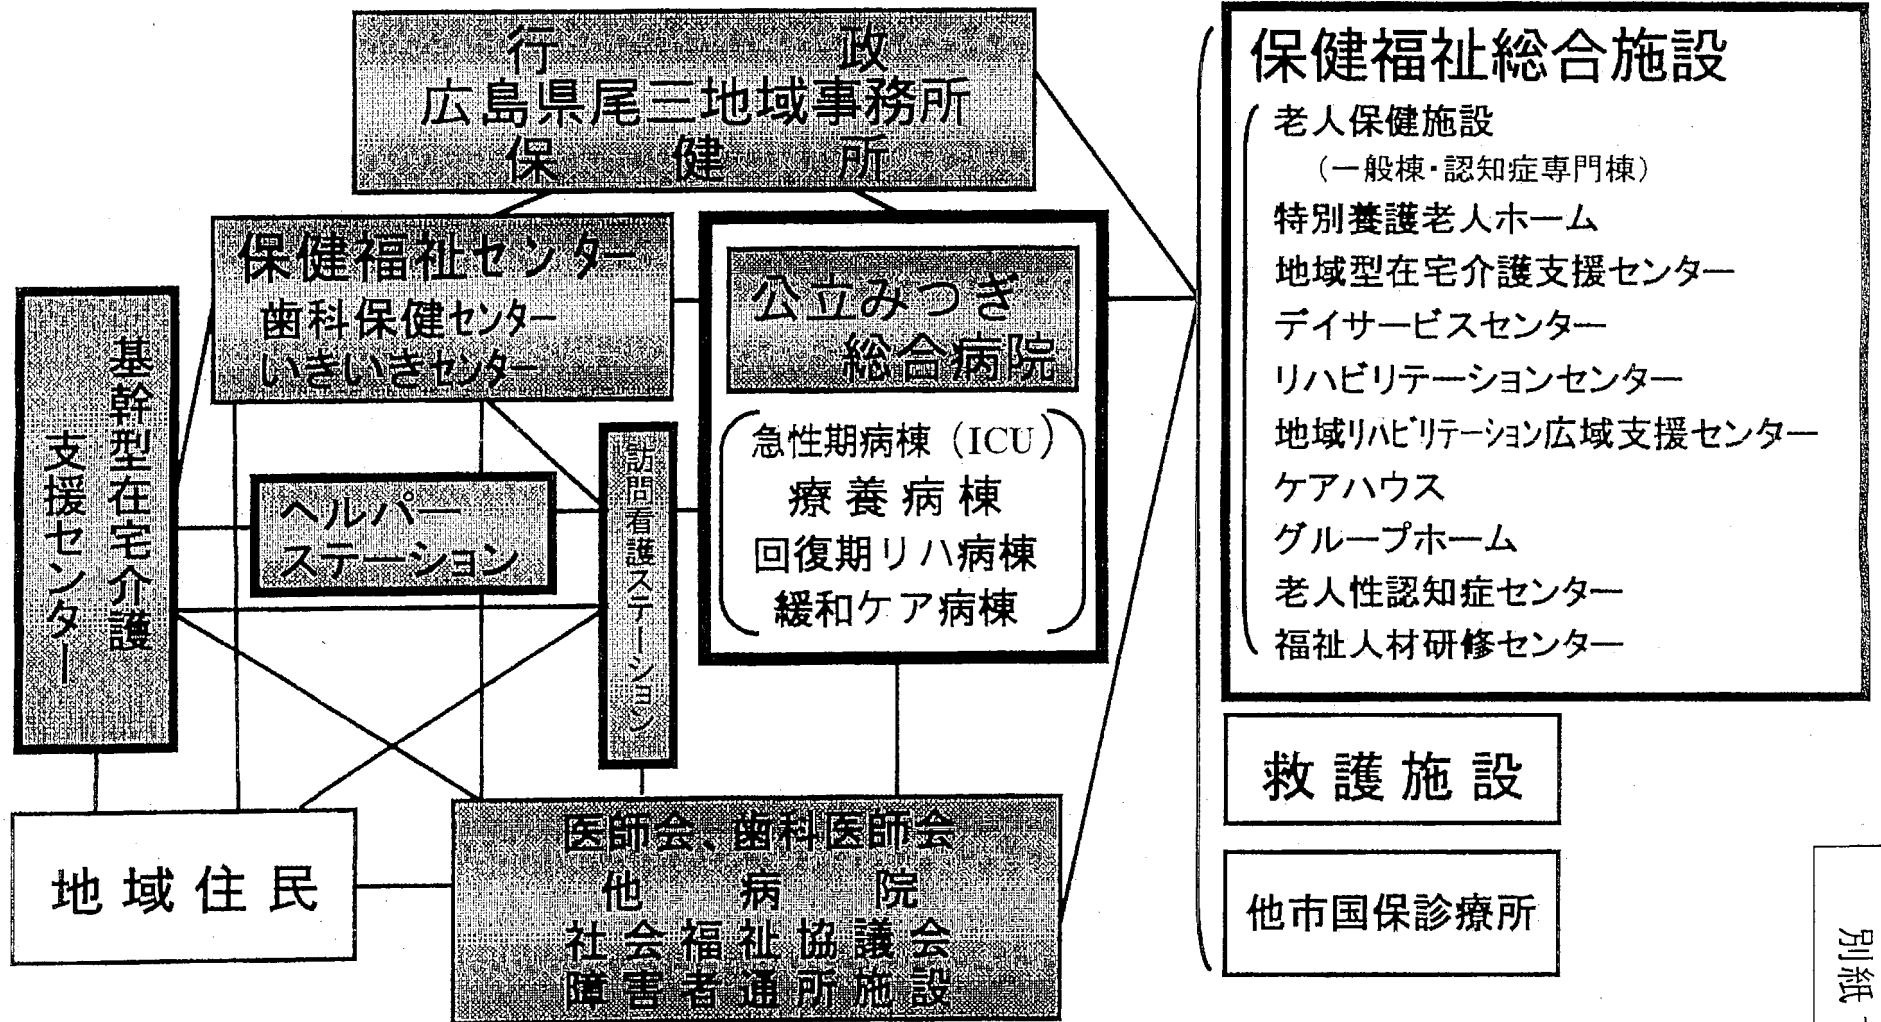 行政
広島県尾三地域事務所
保健所
保健福祉センター
歯科保健センター
いきいきセンター
公立みつぎ
総合病院
急性期病棟(ICU)
療養病棟
回復期リハ病棟
緩和ケア病棟
基幹型在宅介護
支援センター
ヘルパー
ステーション
訪問看護ステーション
地域住民
医師会、歯科医師会
他病院
社会福祉協議会
障害者通所施設
保健福祉総合施設
老人保健施設
(一般棟・認知症専門棟)
特別養護老人ホーム
地域型在宅介護支援センター
デイサービスセンター
リハビリテーションセンター
地域リハビリテーション広域支援センター
ケアハウス
グループホーム
老人性認知症センター
福祉人材研修センター
救護施設
他市国保診療所
別紙